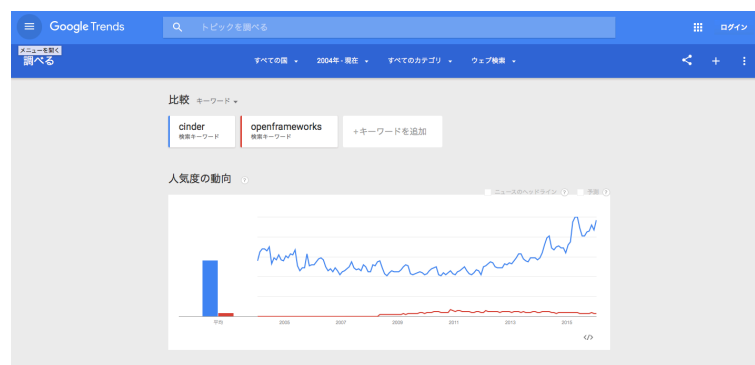 Google Trends
トピックを調べる
ログイン
メニューを開く
調べる
すべての国
2004年 - 現在
すべてのカテゴリ
ウェブ検索
比較 キーワード
cinder
検索キーワード
openframeworks
検索キーワード
+キーワードを追加
人気度の動向
ニュースのヘッドライン ?
予測 ?
平均
2005
2007
2009
2011
2013
2015
</>